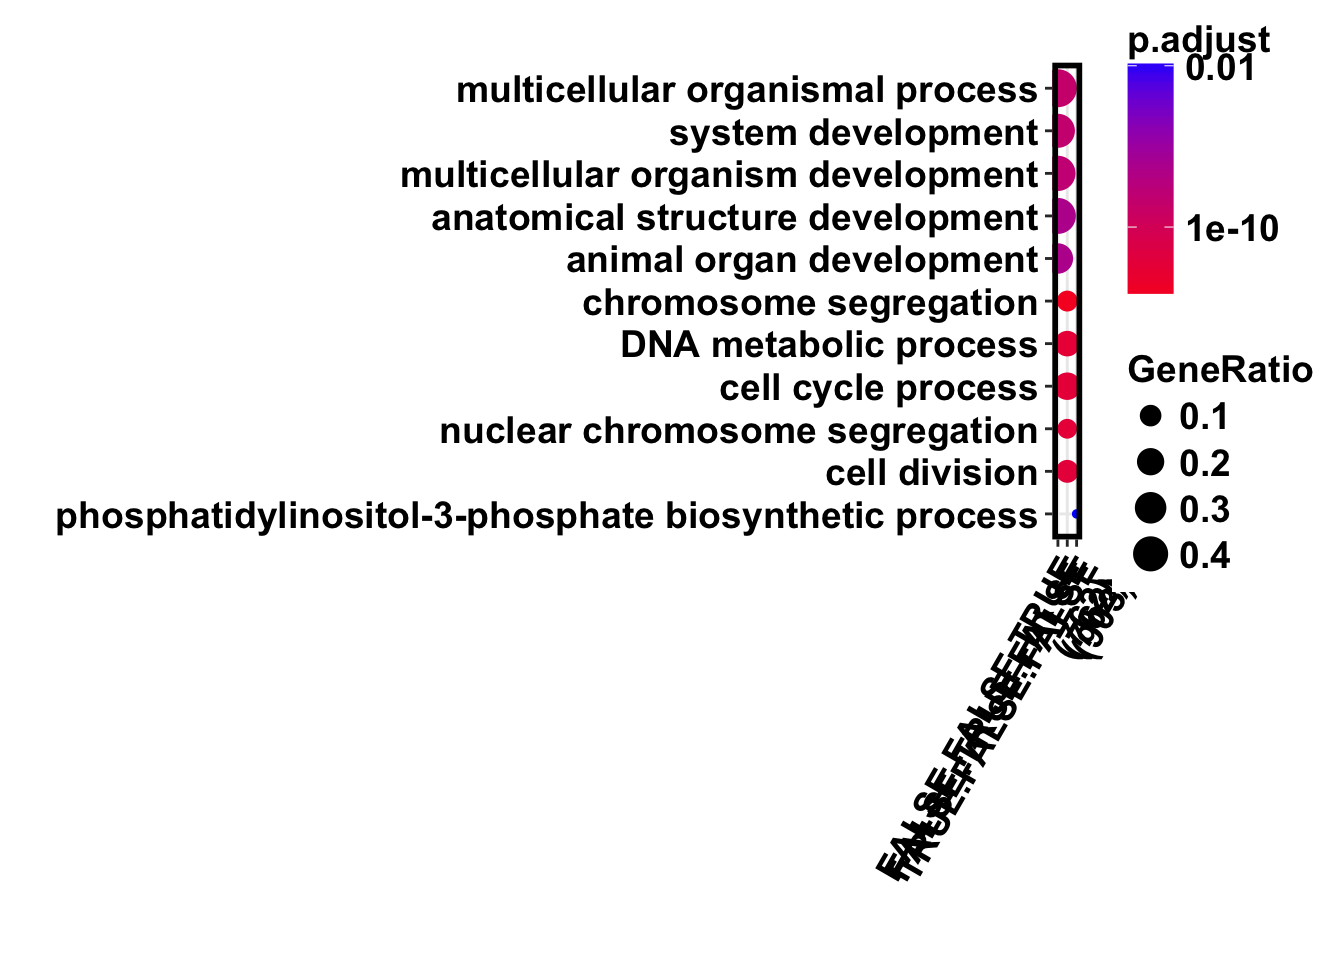 multicellular organismal process
system development
multicellular organism development
anatomical structure development
animal organ development
chromosome segregation
DNA metabolic process
cell cycle process
nuclear chromosome segregation
cell division
phosphatidylinositol-3-phosphate biosynthetic process
p.adjust
0.01
1e-10
GeneRatio
0.1
0.2
0.3
0.4